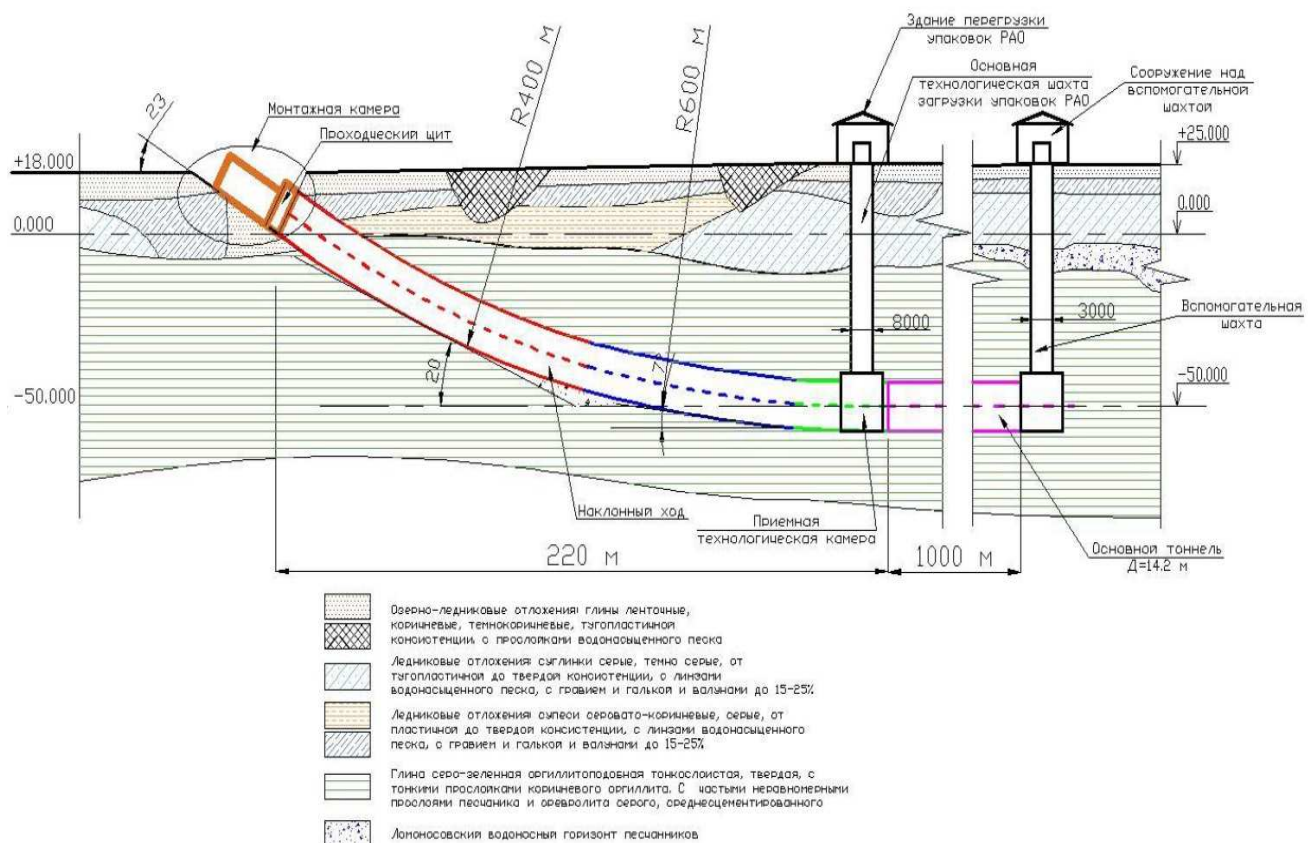 Здание перегрузки
упаковок РАО
Основная
технологическая шахта
загрузки упаковок РАО
Сооружение над
вспомогательной
шахтой
23
Монтажная камера
Проходческий щит
R400 м
R600 м
+18.000
+25.000
0.000
0.000
8000
3000
Вспомогательная
шахта
20
7
-50.000
-50.000
Наклонный ход
Приемная
технологическая камера
Основной тоннель
Д=14.2 м
220 м
1000 м
Озерно-ледниковые отложения: глины ленточные,
коричневые, темнокоричневые, тугопластичной
консистенции, с прослойками водонасыщенного песка
Ледниковые отложения: суглинки серые, темно серые, от
тугопластичной до твердой консистенции, с линзами
водонасыщенного песка, с гравием и галькой и валунами до 15-25%
Ледниковые отложения: супеси серовато-коричневые, серые, от
пластичной до твердой консистенции, с линзами водонасыщенного
песка, с гравием и галькой и валунами до 15-25%
Глина серо-зеленая аргиллитоподобная тонкослоистая, твердая, с
тонкими прослойками коричневого аргиллита. С частыми неравномерными
прослоями песчаника и алевролита серого, среднесцементированного
Ломоносовский водоносный горизонт песчанников